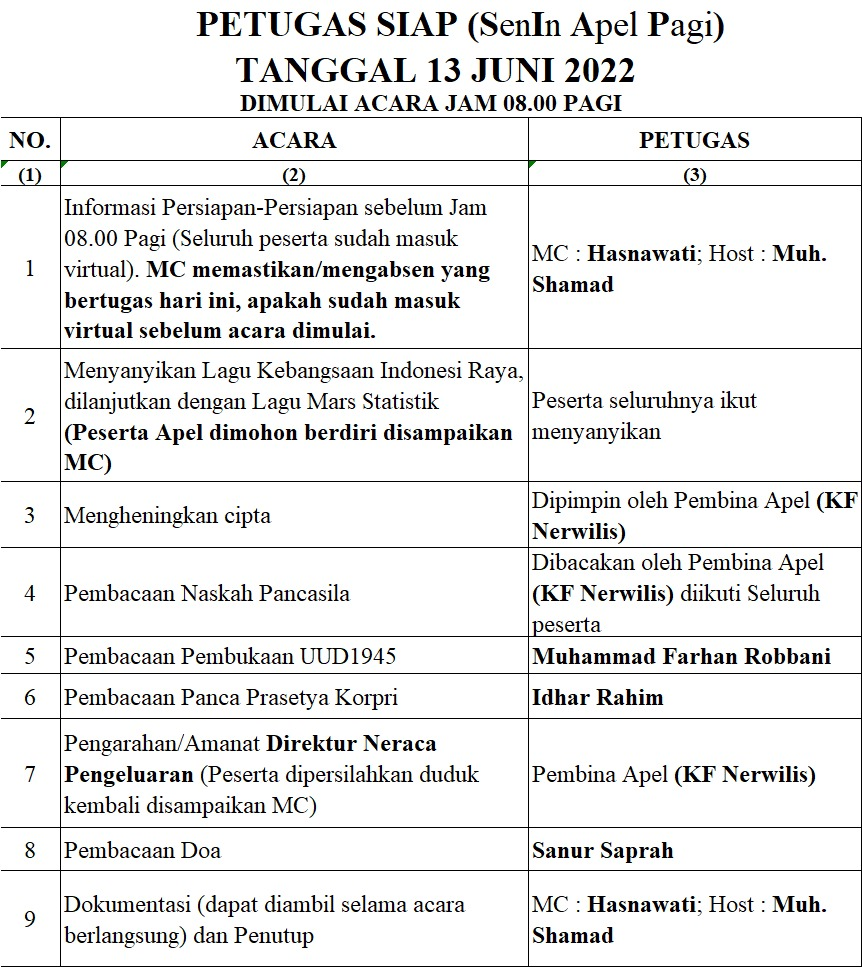 PETUGAS SIAP (SenIn Apel Pagi)
TANGGAL 13 JUNI 2022
DIMULAI ACARA JAM 08.00 PAGI
NO. ACARA PETUGAS
(1) (2) (3)
1
Informasi Persiapan-Persiapan sebelum Jam
08.00 Pagi (Seluruh peserta sudah masuk
virtual). MC memastikan/mengabsen yang
bertugas hari ini, apakah sudah masuk
virtual sebelum acara dimulai.
MC : Hasnawati; Host : Muh.
Shamad
2
Menyanyikan Lagu Kebangsaan Indonesi Raya,
dilanjutkan dengan Lagu Mars Statistik
(Peserta Apel dimohon berdiri disampaikan
MC)
Peserta seluruhnya ikut
menyanyikan
3
Mengheningkan cipta
Dipimpin oleh Pembina Apel (KF
Nerwilis)
4
Pembacaan Naskah Pancasila
Dibacakan oleh Pembina Apel
(KF Nerwilis) diikuti Seluruh
peserta
5 Pembacaan Pembukaan UUD1945 Muhammad Farhan Robbani
6 Pembacaan Panca Prasetya Korpri Idhar Rahim
7
Pengarahan/Amanat Direktur Neraca
Pengeluaran (Peserta dipersilahkan duduk
kembali disampaikan MC)
Pembina Apel (KF Nerwilis)
8 Pembacaan Doa Sanur Saprah
9
Dokumentasi (dapat diambil selama acara
berlangsung) dan Penutup
MC : Hasnawati; Host : Muh.
Shamad